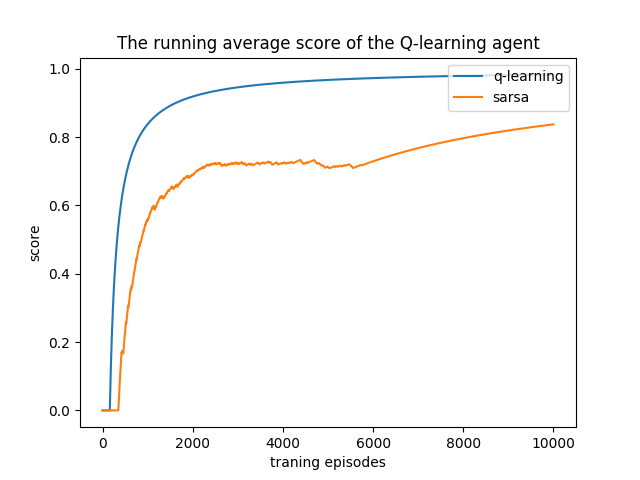 The running average score of the Q-learning agent
1.0
0.8
0.6
0.4
0.2
0.0
score
q-learning
sarsa
0 2000 4000 6000 8000 10000
traning episodes